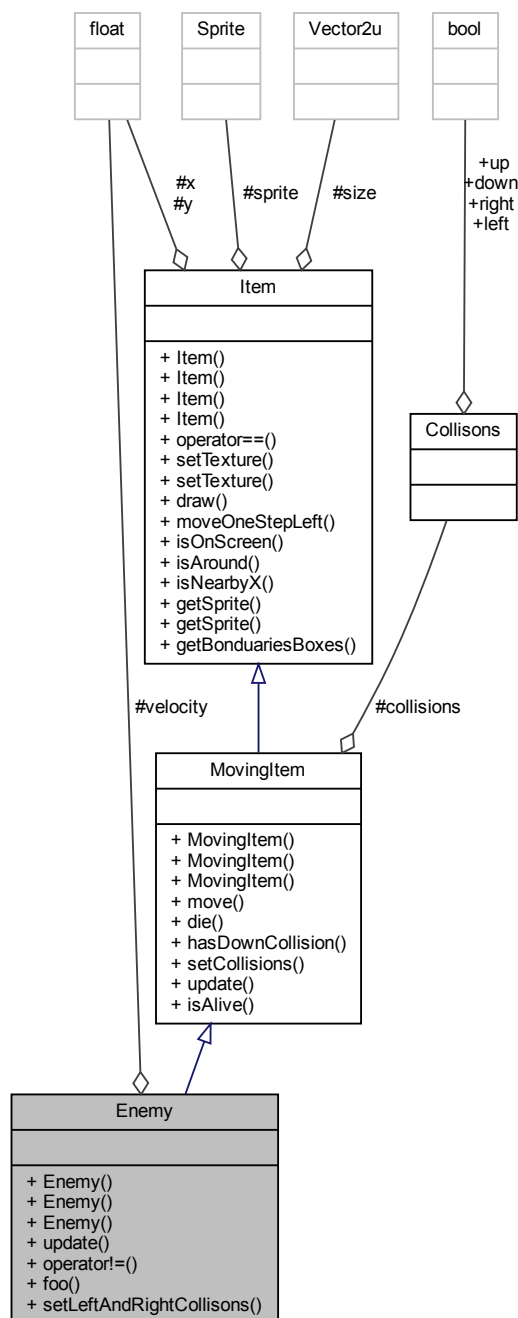 float
Sprite
Vector2u
bool
#x
#y
#sprite
#size
+up
+down
+right
+left
Item
+ Item()
+ Item()
+ Item()
+ Item()
+ operator==()
+ setTexture()
+ setTexture()
+ draw()
+ moveOneStepLeft()
+ isOnScreen()
+ isAround()
+ isNearbyX()
+ getSprite()
+ getSprite()
+ getBonduariesBoxes()
Collisons
#velocity
#collisions
MovingItem
+ MovingItem()
+ MovingItem()
+ MovingItem()
+ move()
+ die()
+ hasDownCollision()
+ setCollisions()
+ update()
+ isAlive()
Enemy
+ Enemy()
+ Enemy()
+ Enemy()
+ update()
+ operator!=()
+ foo()
+ setLeftAndRightCollisons()